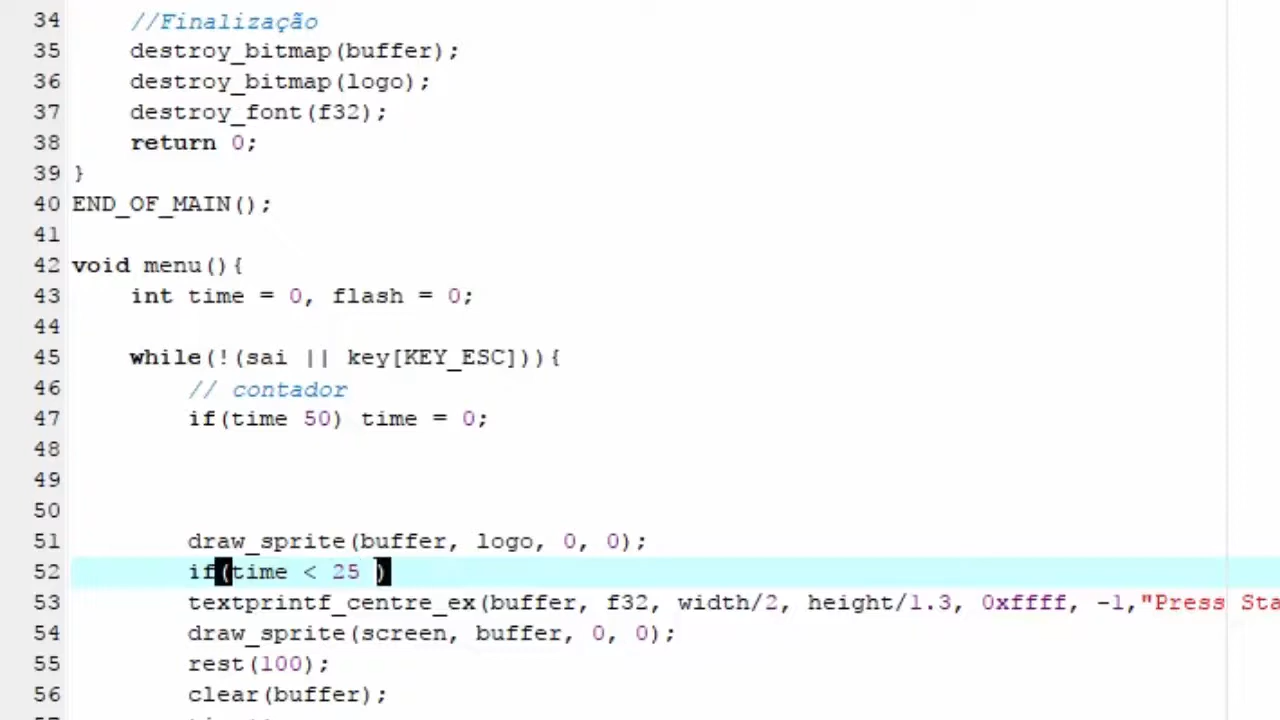 34 //Finalização
35 destroy_bitmap(buffer);
36 destroy_bitmap(logo);
37 destroy_font(f32);
38 return 0;
39 }
40 END_OF_MAIN();
41
42 void menu(){
43 int time = 0, flash = 0;
44
45 while(!(sai || key[KEY_ESC])){
46 // contador
47 if(time 50) time = 0;
48
49
50
51 draw_sprite(buffer, logo, 0, 0);
52 if(time < 25 )
53 textprintf_centre_ex(buffer, f32, width/2, height/1.3, 0xffff, -1,"Press Sta
54 draw_sprite(screen, buffer, 0, 0);
55 rest(100);
56 clear(buffer);